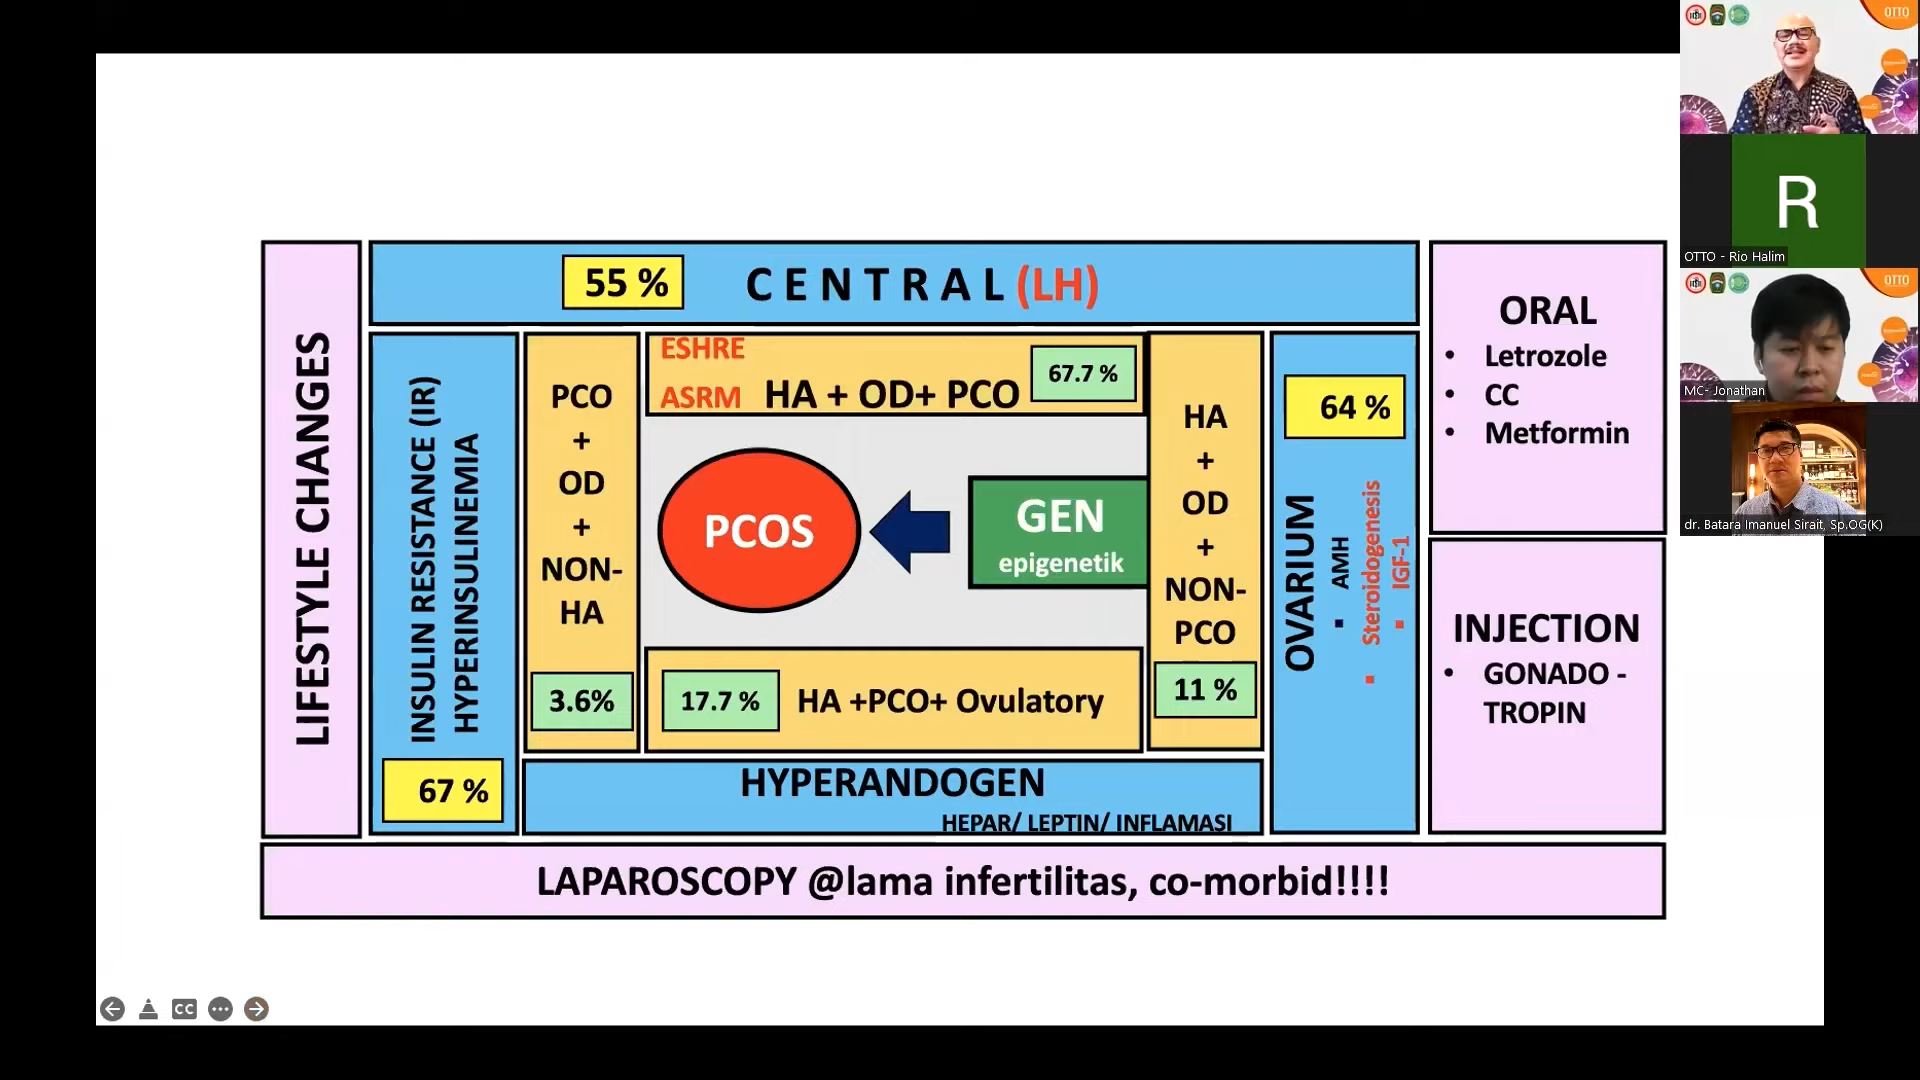 LIFESTYLE CHANGES
55 %
CENTRAL (LH)
INSULIN RESISTANCE (IR)
HYPERINSULINEMIA
67 %
PCO
+
OD
+
NON-
HA
3.6%
ESHRE
ASRM
HA + OD+ PCO
67.7 %
PCOS
GEN
epigenetik
17.7 %
HA +PCO+ Ovulatory
HA
+
OD
+
NON-
PCO
11 %
64 %
OVARIUM
▪ AMH
▪ Steroidogenesis
▪ IGF-1
HYPERANDOGEN
HEPAR/ LEPTIN/ INFLAMASI
ORAL
• Letrozole
• CC
• Metformin
INJECTION
• GONADO -
TROPIN
LAPAROSCOPY @lama infertilitas, co-morbid!!!!
CC
OTTO
R
OTTO - Rio Halim
OTTO
MC- Jonathan
dr. Batara Imanuel Sirait, Sp.OG(K)